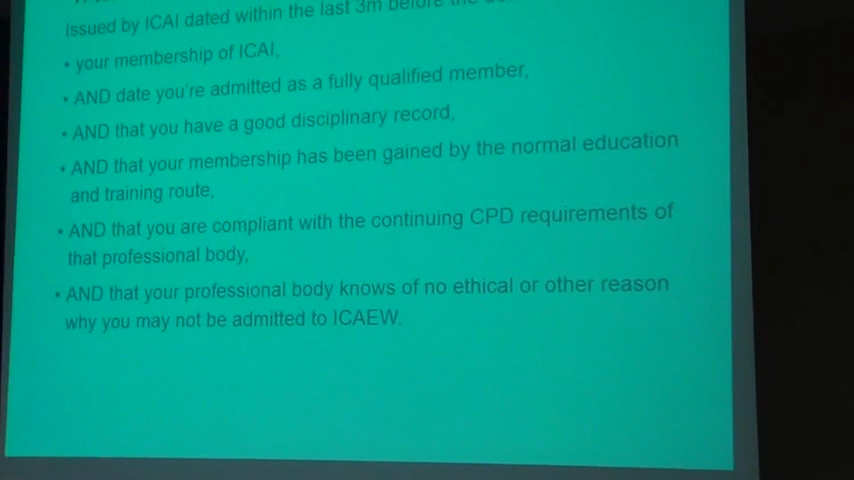 Issued by ICAI dated within the last 3m before the
• your membership of ICAI,
• AND date you're admitted as a fully qualified member,
• AND that you have a good disciplinary record,
• AND that your membership has been gained by the normal education
and training route,
• AND that you are compliant with the continuing CPD requirements of
that professional body,
• AND that your professional body knows of no ethical or other reason
why you may not be admitted to ICAEW.